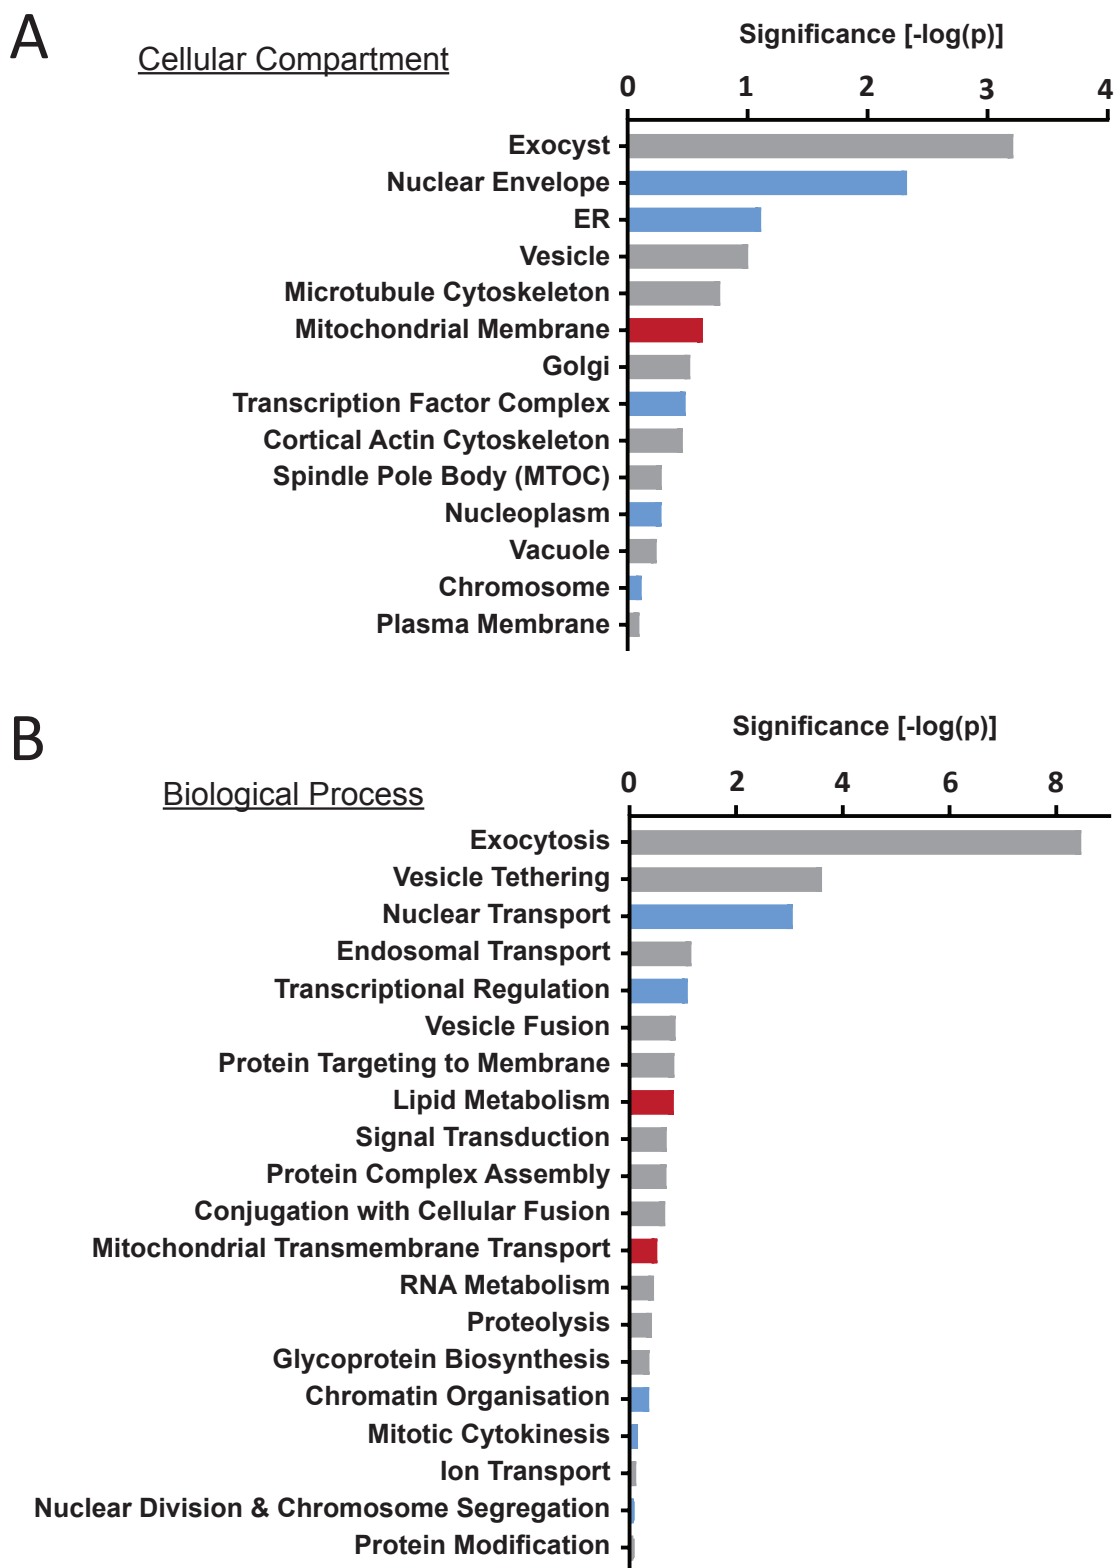 A
Cellular Compartment
Significance [-log(p)]
0 1 2 3 4
Exocyst
Nuclear Envelope
ER
Vesicle
Microtubule Cytoskeleton
Mitochondrial Membrane
Golgi
Transcription Factor Complex
Cortical Actin Cytoskeleton
Spindle Pole Body (MTOC)
Nucleoplasm
Vacuole
Chromosome
Plasma Membrane
B
Biological Process
Significance [-log(p)]
0 2 4 6 8
Exocytosis
Vesicle Tethering
Nuclear Transport
Endosomal Transport
Transcriptional Regulation
Vesicle Fusion
Protein Targeting to Membrane
Lipid Metabolism
Signal Transduction
Protein Complex Assembly
Conjugation with Cellular Fusion
Mitochondrial Transmembrane Transport
RNA Metabolism
Proteolysis
Glycoprotein Biosynthesis
Chromatin Organisation
Mitotic Cytokinesis
Ion Transport
Nuclear Division & Chromosome Segregation
Protein Modification